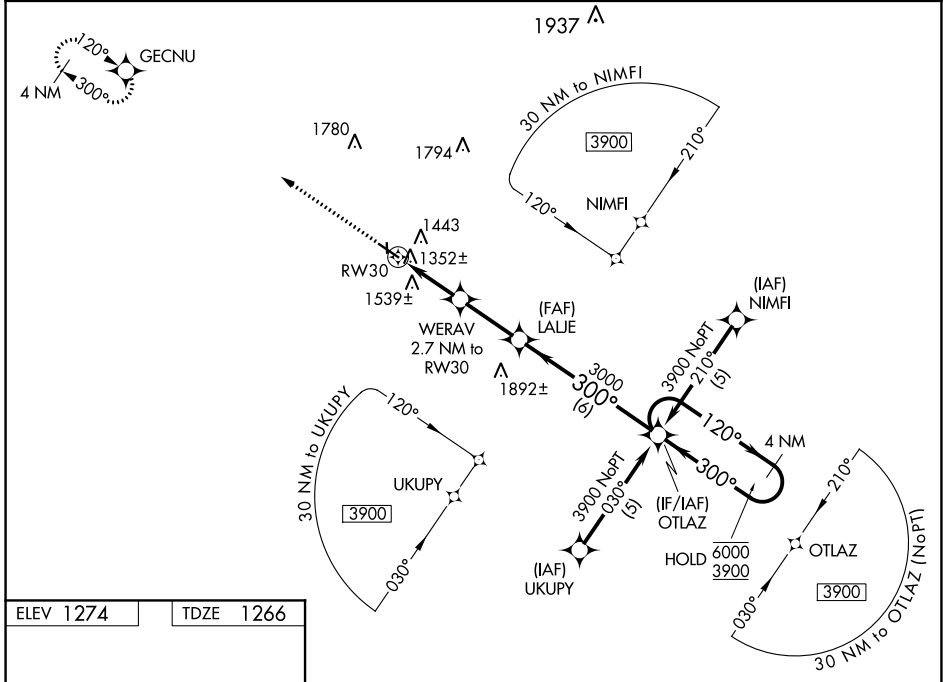 1937
120°
GECNU
4 NM
300°
30 NM to NIMFI
3900
210°
120°
NIMFI
1780
1794
1443
RW30
1352±
1539±
WERAV
2.7 NM to
RW30
(FAF)
LALJE
1892±
3000
300°
(6)
(IAF)
NIMFI
3900 NoPT
210°
(5)
120°
4 NM
300°
(IF/IAF)
OTLAZ
HOLD
6000
3900
3900 NoPT
030°
(5)
(IAF)
UKUPY
30 NM to UKUPY
120°
UKUPY
3900
030°
210°
OTLAZ
3900
030°
30 NM to OTLAZ (NoPT)
ELEV 1274
TDZE 1266